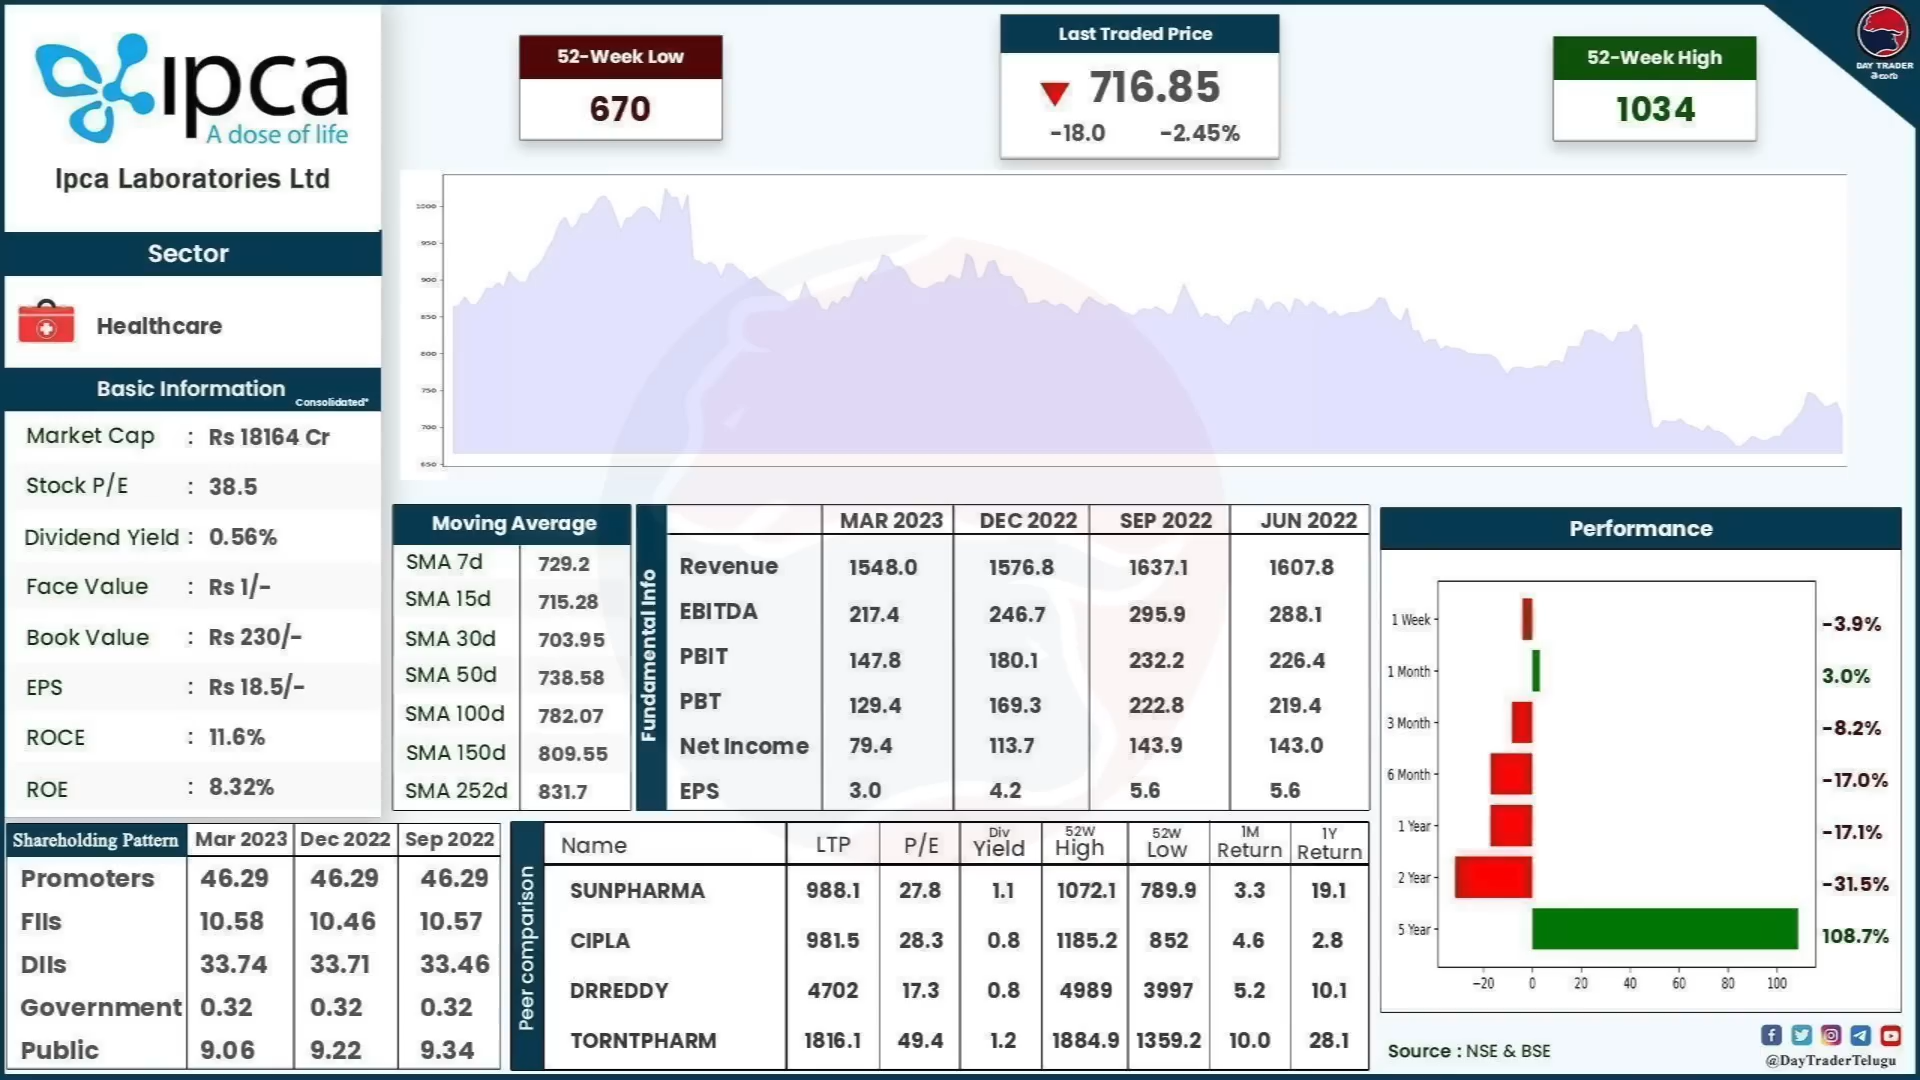 ipca
A dose of life
Ipca Laboratories Ltd
52-Week Low
670
Last Traded Price
716.85
-18.0 -2.45%
52-Week High
1034
DAY TRADER
తెలుగు
Sector
Healthcare
Basic Information
Consolidated*
Market Cap : Rs 18164 Cr
Stock P/E : 38.5
Dividend Yield : 0.56%
Face Value : Rs 1/-
Book Value : Rs 230/-
EPS : Rs 18.5/-
ROCE : 11.6%
ROE : 8.32%
1000
950
900
850
800
750
700
650
Moving Average
SMA 7d 729.2
SMA 15d 715.28
SMA 30d 703.95
SMA 50d 738.58
SMA 100d 782.07
SMA 150d 809.55
SMA 252d 831.7
Fundamental Info
MAR 2023 DEC 2022 SEP 2022 JUN 2022
Revenue 1548.0 1576.8 1637.1 1607.8
EBITDA 217.4 246.7 295.9 288.1
PBIT 147.8 180.1 232.2 226.4
PBT 129.4 169.3 222.8 219.4
Net Income 79.4 113.7 143.9 143.0
EPS 3.0 4.2 5.6 5.6
Performance
1 Week -3.9%
1 Month 3.0%
3 Month -8.2%
6 Month -17.0%
1 Year -17.1%
2 Year -31.5%
5 Year 108.7%
-20 0 20 40 60 80 100
Shareholding Pattern Mar 2023 Dec 2022 Sep 2022
Promoters 46.29 46.29 46.29
FIIs 10.58 10.46 10.57
DIIs 33.74 33.71 33.46
Government 0.32 0.32 0.32
Public 9.06 9.22 9.34
Peer comparison
Name LTP P/E Div Yield 52W High 52W Low 1M Return 1Y Return
SUNPHARMA 988.1 27.8 1.1 1072.1 789.9 3.3 19.1
CIPLA 981.5 28.3 0.8 1185.2 852 4.6 2.8
DRREDDY 4702 17.3 0.8 4989 3997 5.2 10.1
TORNTPHARM 1816.1 49.4 1.2 1884.9 1359.2 10.0 28.1
Source : NSE & BSE
@DayTraderTelugu